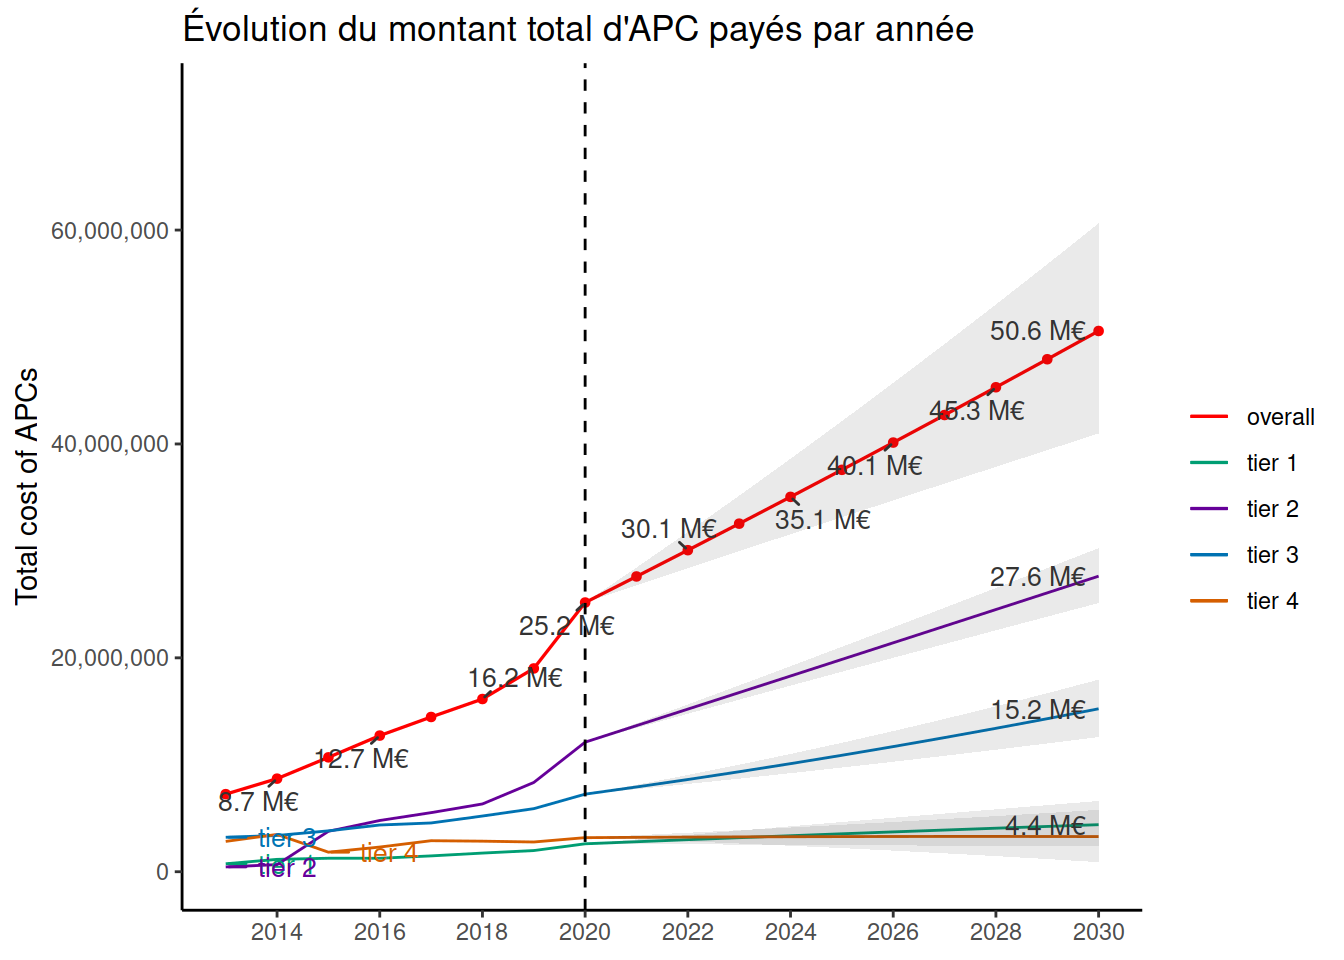 Évolution du montant total d'APC payés par année
Total cost of APCs
60,000,000
40,000,000
20,000,000
0
50.6 M€
45.3 M€
40.1 M€
35.1 M€
30.1 M€
27.6 M€
25.2 M€
16.2 M€
15.2 M€
12.7 M€
8.7 M€
4.4 M€
tier 3
tier 4
tier 2
2014
2016
2018
2020
2022
2024
2026
2028
2030
overall
tier 1
tier 2
tier 3
tier 4